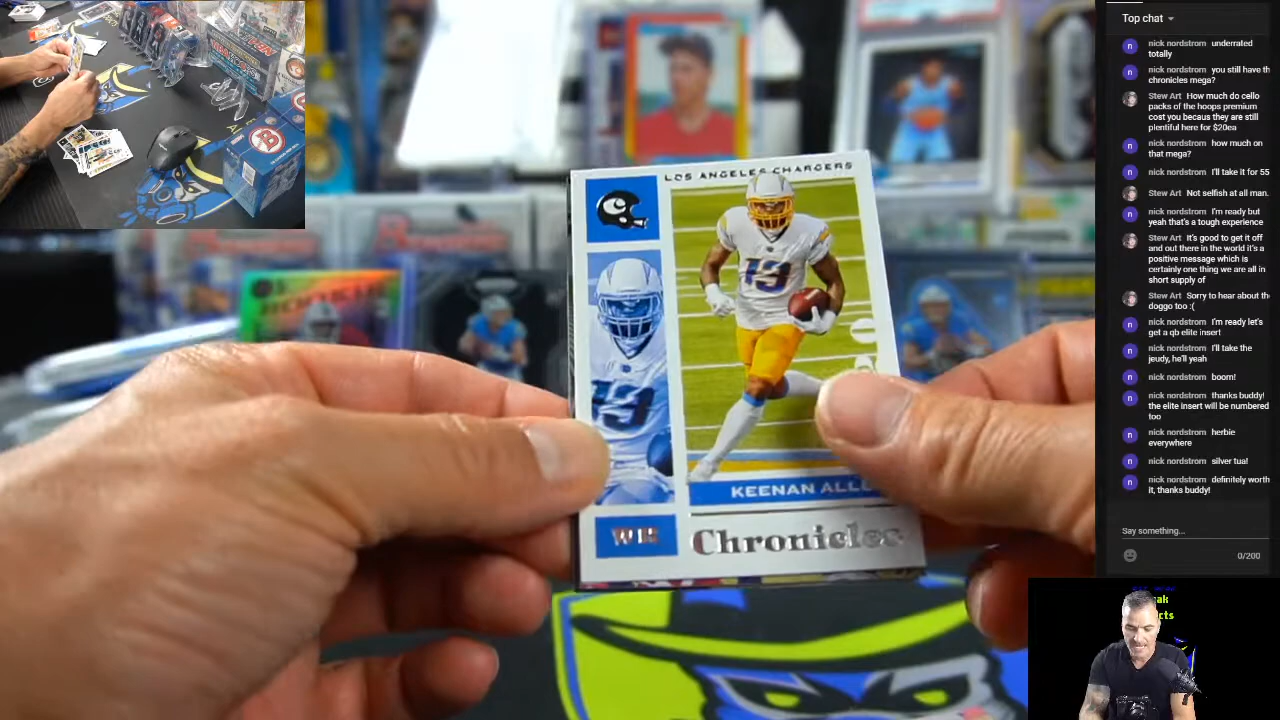 LOS ANGELES CHARGERS
13
13
KEENAN ALL
WR
Chronicles
B
Top chat
nick nordstrom underrated
totally
nick nordstrom you still have th
chronicles mega?
Stew Art How much do cello
packs of the hoops premium
cost you becaus they are still
plentiful here for $20ea
nick nordstrom how much on
that mega?
nick nordstrom I'll take it for 55
Stew Art Not selfish at all man.
nick nordstrom I'm ready but
yeah that's a tough experience
Stew Art It's good to get it off
and out there in the world it's a
positive message which is
certainly one thing we are all in
short supply of
Stew Art Sorry to hear about the
doggo too :(
nick nordstrom I'm ready let's
get a qb elite insert
nick nordstrom I'll take the
jeudy, he'll yeah
nick nordstrom boom!
nick nordstrom thanks buddy!
the elite insert will be numbered
too
nick nordstrom herbie
everywhere
nick nordstrom silver tua!
nick nordstrom definitely worth
it, thanks buddy!
Say something...
0/200